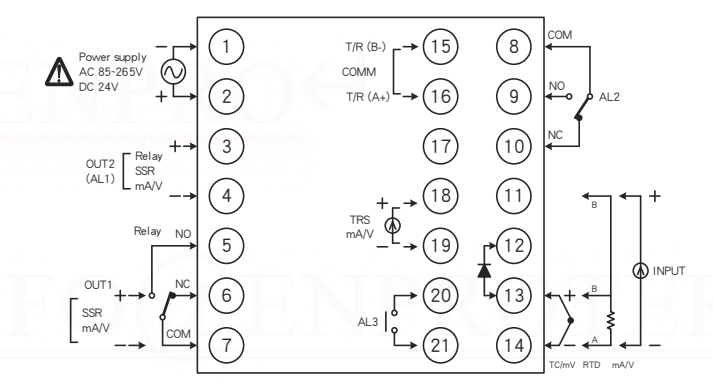 Power supply
AC 85~265V
DC 24V
−
+
1
2
OUT2
(AL1)
Relay
SSR
mA/V
+
−
3
4
Relay NO
5
OUT1 + NC
6
SSR
mA/V
COM
−
7
T/R (B-)
15
COMM
T/R (A+)
16
17
+
18
TRS
mA/V
−
19
20
AL3
21
8
COM
9
NO
AL2
10
NC
11
B
+
12
INPUT
13
+
B
14
−
A
−
TC/mV RTD mA/V